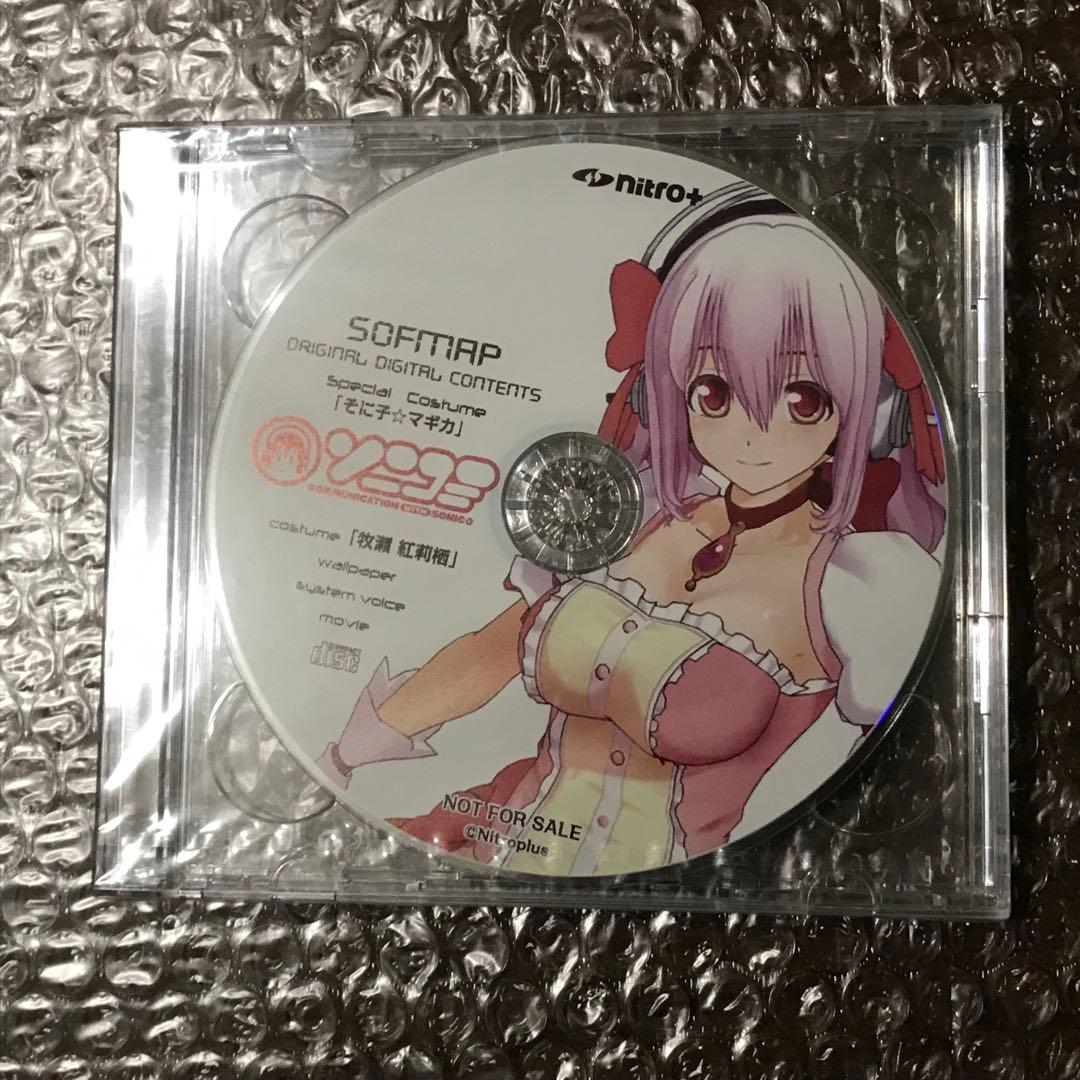 nitro+
SOFMAP
ORIGINAL DIGITAL CONTENTS
Special Costume
「そに子☆マギカ」
ソニコミ
COMMUNICATION WITH SONICO
costume「牧瀬 紅莉栖」
wallpaper
system voice
movie
COMPACT
disc
NOT FOR SALE
©Nitroplus